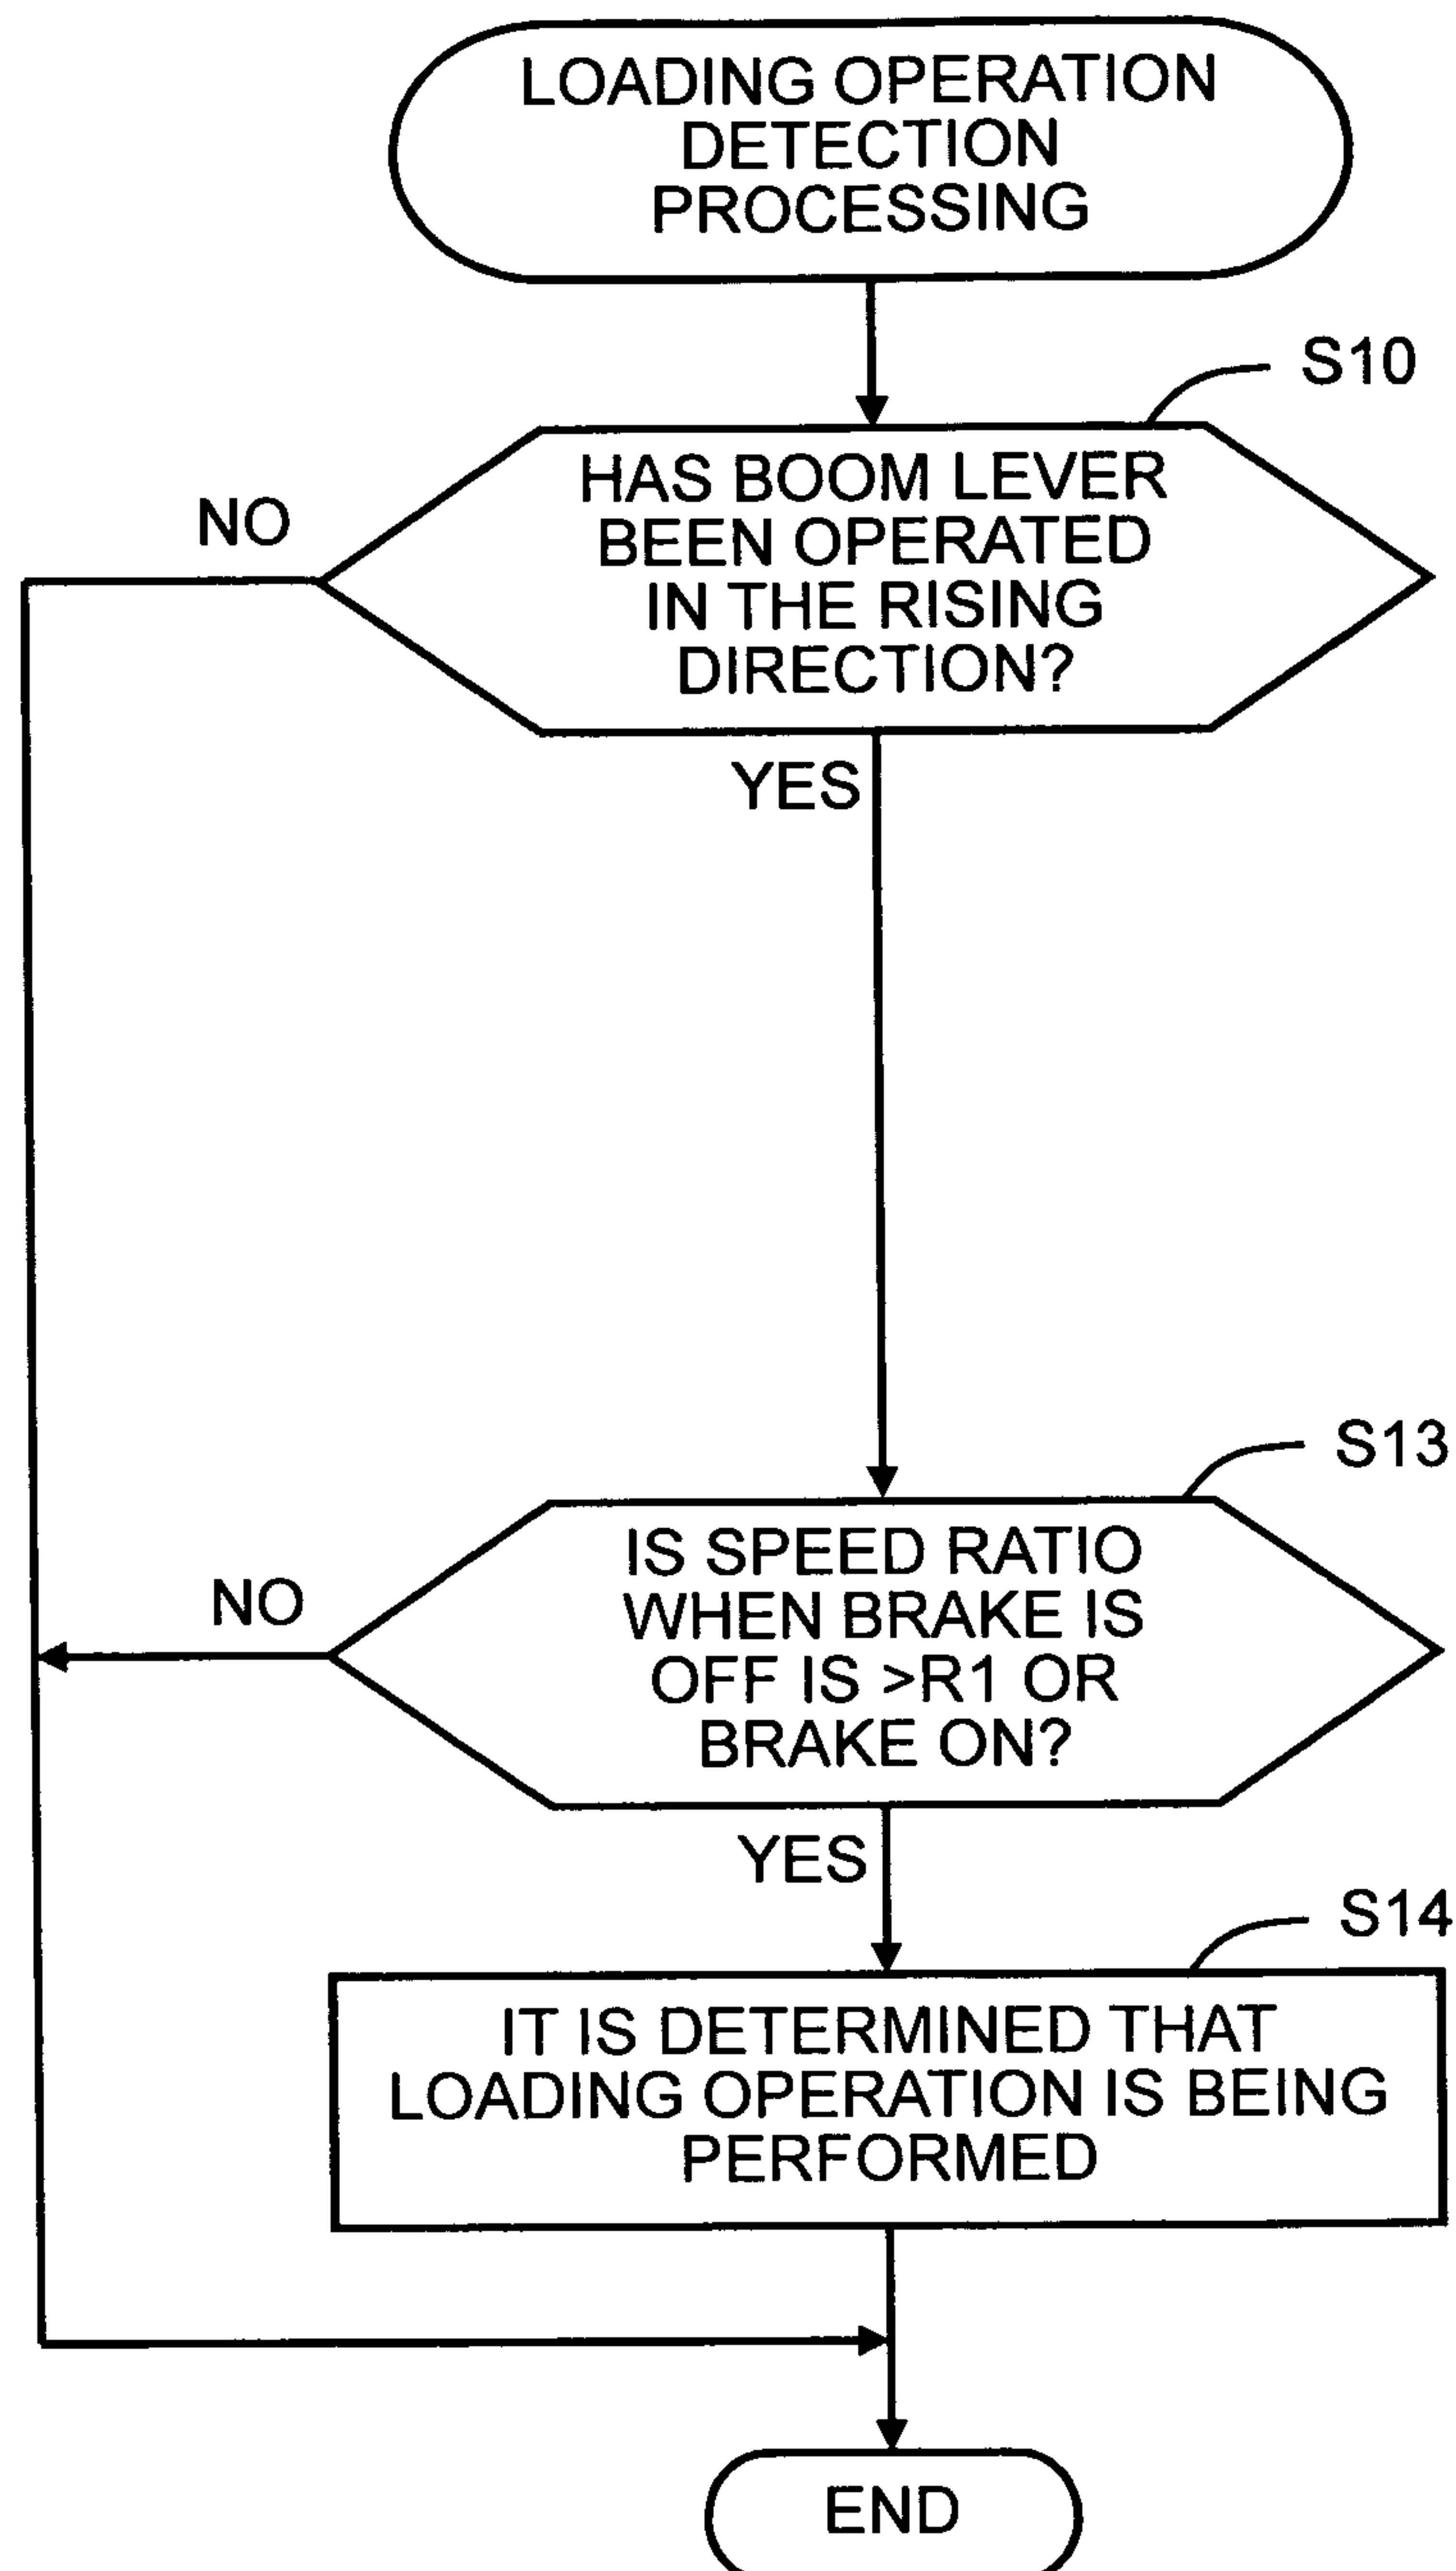 LOADING OPERATION
DETECTION
PROCESSING
S10
HAS BOOM LEVER
BEEN OPERATED
IN THE RISING
DIRECTION?
NO
YES
S13
IS SPEED RATIO
WHEN BRAKE IS
OFF IS >R1 OR
BRAKE ON?
NO
YES
S14
IT IS DETERMINED THAT
LOADING OPERATION IS BEING
PERFORMED
END